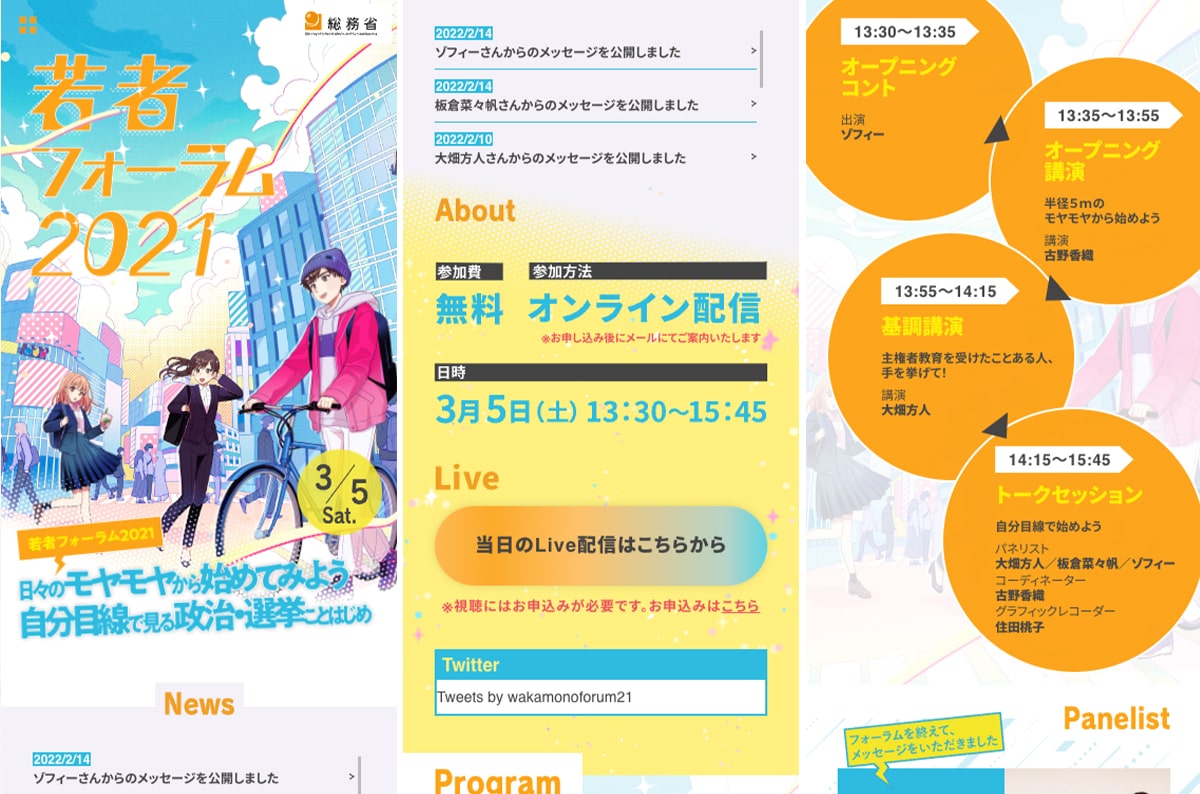 総務省
若者
フォーラム
2021
3/5
Sat.
若者フォーラム2021
日々のモヤモヤから始めてみよう
自分目線で見る政治・選挙ことはじめ
News
2022/2/14
ゾフィーさんからのメッセージを公開しました
2022/2/14
ゾフィーさんからのメッセージを公開しました
2022/2/14
板倉菜々帆さんからのメッセージを公開しました
2022/2/10
大畑方人さんからのメッセージを公開しました
About
参加費
無料
参加方法
オンライン配信
※お申し込み後にメールにてご案内いたします
日時
3月5日(土) 13:30〜15:45
Live
当日のLive配信はこちらから
※視聴にはお申込みが必要です。お申込みはこちら
Twitter
Tweets by wakamonoforum21
Program
13:30〜13:35
オープニング
コント
出演
ゾフィー
13:35〜13:55
オープニング
講演
半径5mの
モヤモヤから始めよう
講演
古野香織
13:55〜14:15
基調講演
主権者教育を受けたことある人、
手を挙げて!
講演
大畑方人
14:15〜15:45
トークセッション
自分目線で始めよう
パネリスト
大畑方人/板倉菜々帆/ゾフィー
コーディネーター
古野香織
グラフィックレコーダー
住田桃子
Panelist
フォーラムを終えて、
メッセージをいただきました